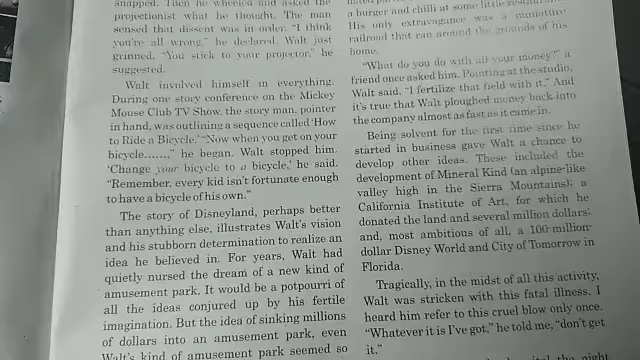 snapped. Then he wheeled and asked the
projectionist what he thought. The man
sensed that dissent was in order. "I think
you're all wrong," he declared. Walt just
grinned. "You stick to your projector," he
suggested.
Walt involved himself in everything.
During one story conference on the Mickey
Mouse Club TV Show, the story man, pointer
in hand, was outlining a sequence called 'How
to Ride a Bicycle.' "Now when you get on your
bicycle......," he began. Walt stopped him.
'Change your bicycle to a bicycle,' he said.
"Remember, every kid isn't fortunate enough
to have a bicycle of his own."
The story of Disneyland, perhaps better
than anything else, illustrates Walt's vision
and his stubborn determination to realize an
idea he believed in. For years, Walt had
quietly nursed the dream of a new kind of
amusement park. It would be a potpourri of
all the ideas conjured up by his fertile
imagination. But the idea of sinking millions
of dollars into an amusement park, even
Walt's kind of amusement park seemed so
a burger and chilli at some little
His only extravagance was a miniature
railroad that ran around the grounds of his
home.
"What do you do with all your money?" a
friend once asked him. Pointing at the studio,
Walt said, "I fertilize that field with it." And
it's true that Walt ploughed money back into
the company almost as fast as it came in.
Being solvent for the first time since he
started in business gave Walt a chance to
develop other ideas. These included the
development of Mineral Kind (an alpine-like
valley high in the Sierra Mountains); a
California Institute of Art, for which he
donated the land and several million dollars;
and, most ambitious of all, a 100-million-
dollar Disney World and City of Tomorrow in
Florida.
Tragically, in the midst of all this activity,
Walt was stricken with this fatal illness. I
heard him refer to this cruel blow only once.
"Whatever it is I've got," he told me, "don't get
it."
the night